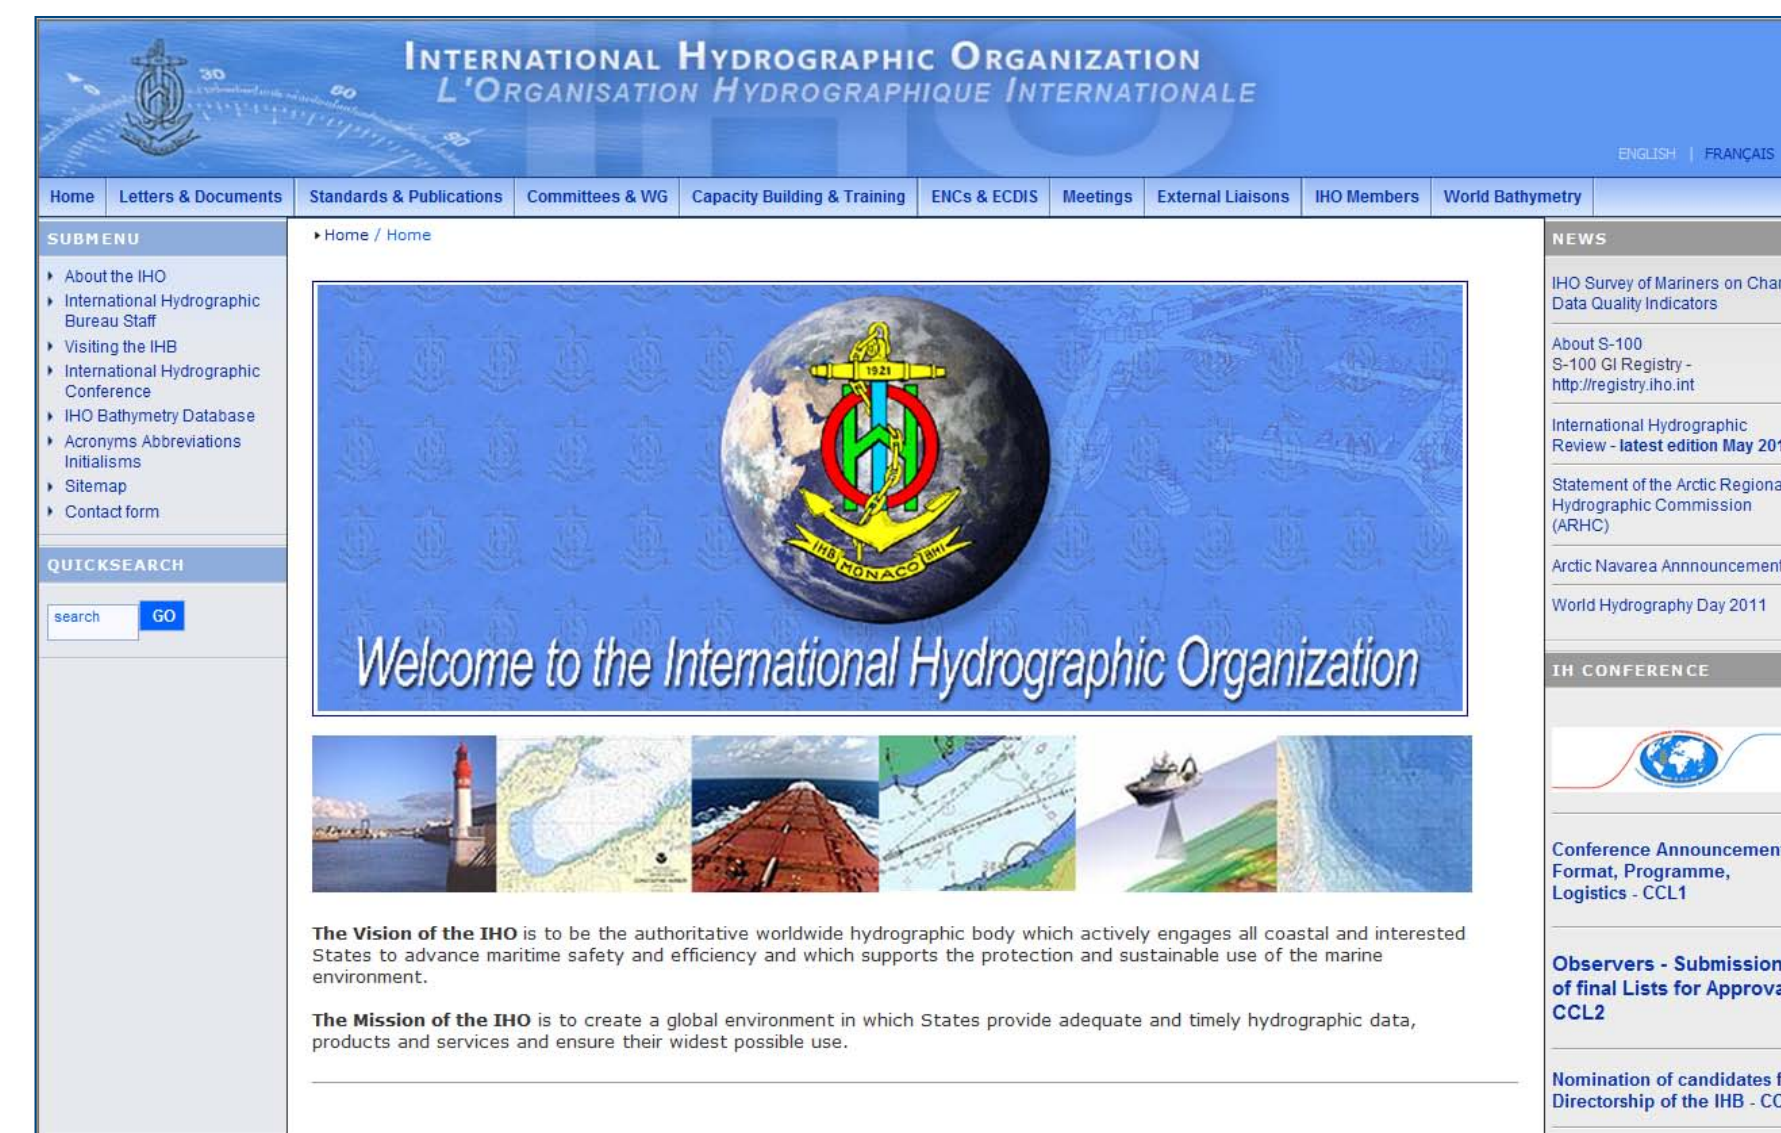 INTERNATIONAL HYDROGRAPHIC ORGANIZATION
L'ORGANISATION HYDROGRAPHIQUE INTERNATIONALE
IHO
30
60
90
ENGLISH | FRANÇAIS
Home
Letters & Documents
Standards & Publications
Committees & WG
Capacity Building & Training
ENCs & ECDIS
Meetings
External Liaisons
IHO Members
World Bathymetry
SUBMENU
About the IHO
International Hydrographic
Bureau Staff
Visiting the IHB
International Hydrographic
Conference
IHO Bathymetry Database
Acronyms Abbreviations
Initialisms
Sitemap
Contact form
QUICKSEARCH
search
GO
Home / Home
1921
IHB MONACO BHI
Welcome to the International Hydrographic Organization
The Vision of the IHO is to be the authoritative worldwide hydrographic body which actively engages all coastal and interested
States to advance maritime safety and efficiency and which supports the protection and sustainable use of the marine
environment.
The Mission of the IHO is to create a global environment in which States provide adequate and timely hydrographic data,
products and services and ensure their widest possible use.
NEWS
IHO Survey of Mariners on Char
Data Quality Indicators
About S-100
S-100 GI Registry -
http://registry.iho.int
International Hydrographic
Review - latest edition May 201
Statement of the Arctic Regiona
Hydrographic Commission
(ARHC)
Arctic Navarea Annnouncement
World Hydrography Day 2011
IH CONFERENCE
Conference Announcement
Format, Programme,
Logistics - CCL1
Observers - Submission
of final Lists for Approva
CCL2
Nomination of candidates f
Directorship of the IHB - CC